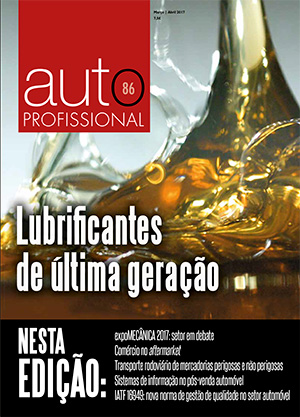 Março | Abril 2017
7,5€
auto
86
PROFISSIONAL
Lubrificantes
de última geração
NESTA
EDIÇÃO:
expoMECÂNICA 2017: setor em debate
Comércio no aftermarket
Transporte rodoviário de mercadorias perigosas e não perigosas
Sistemas de informação no pós-venda automóvel
IATF 16949: nova norma de gestão de qualidade no setor automóvel